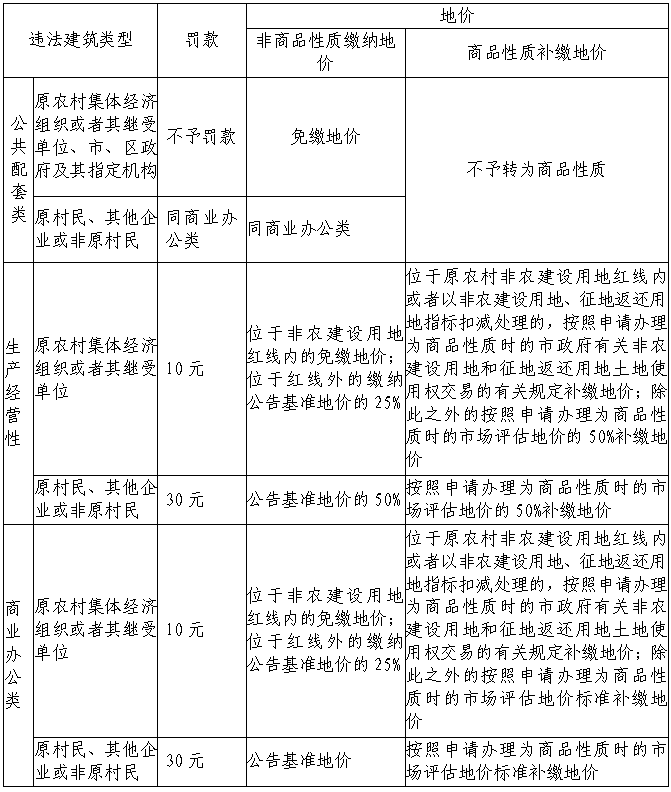 违法建筑类型
罚款
地价
非商品性质缴纳地
价
商品性质补缴地价
公共配套类
原农村集体经济
组织或者其继受
单位、市、区政
府及其指定机构
不予罚款
免缴地价
不予转为商品性质
原村民、其他企
业或非原村民
同商业办
公类
同商业办公类
生产经营性
原农村集体经济
组织或者其继受
单位
10元
位于非农建设用地
红线内的免缴地价；
位于红线外的缴纳
公告基准地价的25%
位于原农村非农建设用地红线内
或者以非农建设用地、征地返还用
地指标扣减处理的，按照申请办理
为商品性质时的市政府有关非农
建设用地和征地返还用地土地使
用权交易的有关规定补缴地价；除
此之外的按照申请办理为商品性
质时的市场评估地价的50%补缴地
价
原村民、其他企
业或非原村民
30元
公告基准地价的50%
按照申请办理为商品性质时的市
场评估地价的50%补缴地价
商业办公类
原农村集体经济
组织或者其继受
单位
10元
位于非农建设用地
红线内的免缴地价；
位于红线外的缴纳
公告基准地价的25%
位于原农村非农建设用地红线内
或者以非农建设用地、征地返还用
地指标扣减处理的，按照申请办理
为商品性质时的市政府有关非农
建设用地和征地返还用地土地使
用权交易的有关规定补缴地价；除
此之外的按照申请办理为商品性
质时的市场评估地价标准补缴地
价
原村民、其他企
业或非原村民
30元
公告基准地价
按照申请办理为商品性质时的市
场评估地价标准补缴地价